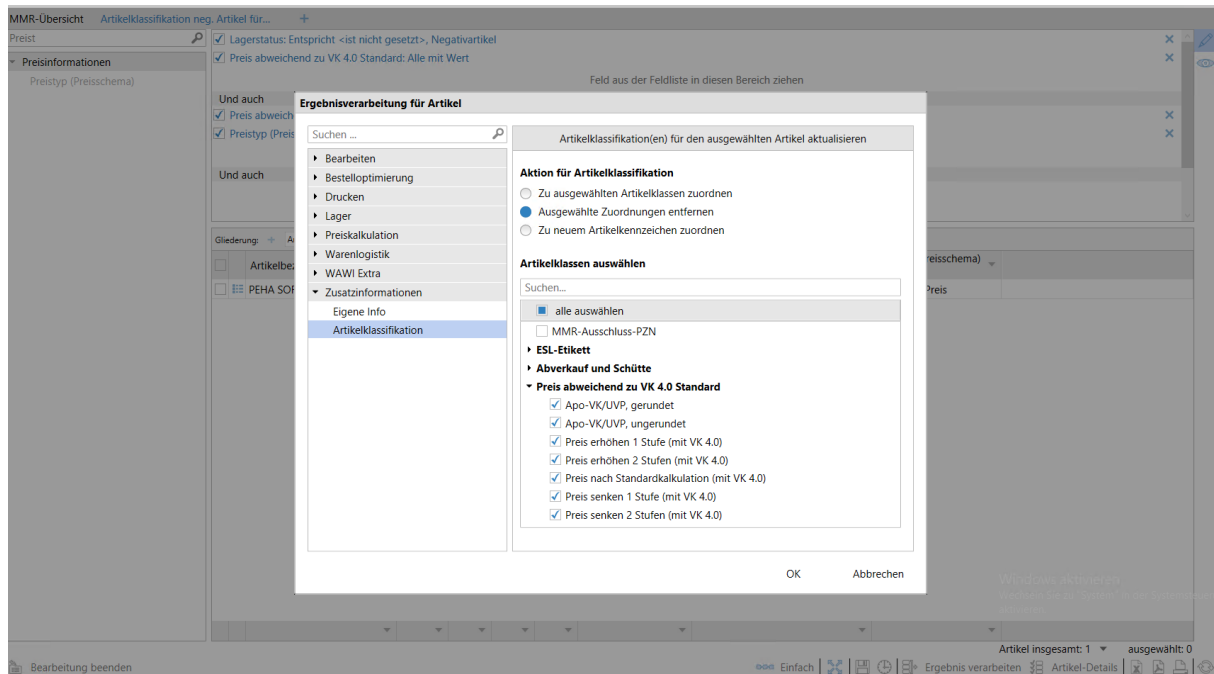 MMR-Übersicht Artikelklassifikation neg. Artikel für... +
Preist
Lagerstatus: Entspricht <ist nicht gesetzt>, Negativartikel
Preisinformationen
Preis abweichend zu VK 4.0 Standard: Alle mit Wert
Preistyp (Preisschema)
Feld aus der Feldliste in diesen Bereich ziehen
Und auch
Preis abweich
Preistyp (Preis
Und auch
Gliederung: +
Artikelbez
reisschema)
PEHA SOF
Preis
Ergebnisverarbeitung für Artikel
Suchen ...
Bearbeiten
Bestelloptimierung
Drucken
Lager
Preiskalkulation
Warenlogistik
WAWI Extra
Zusatzinformationen
Eigene Info
Artikelklassifikation
Artikelklassifikation(en) für den ausgewählten Artikel aktualisieren
Aktion für Artikelklassifikation
Zu ausgewählten Artikelklassen zuordnen
Ausgewählte Zuordnungen entfernen
Zu neuem Artikelkennzeichen zuordnen
Artikelklassen auswählen
Suchen...
alle auswählen
MMR-Ausschluss-PZN
ESL-Etikett
Abverkauf und Schütte
Preis abweichend zu VK 4.0 Standard
Apo-VK/UVP, gerundet
Apo-VK/UVP, ungerundet
Preis erhöhen 1 Stufe (mit VK 4.0)
Preis erhöhen 2 Stufen (mit VK 4.0)
Preis nach Standardkalkulation (mit VK 4.0)
Preis senken 1 Stufe (mit VK 4.0)
Preis senken 2 Stufen (mit VK 4.0)
OK Abbrechen
Windows aktivieren
Artikel insgesamt: 1 ausgewählt: 0
Bearbeitung beenden
Einfach Ergebnis verarbeiten Artikel-Details